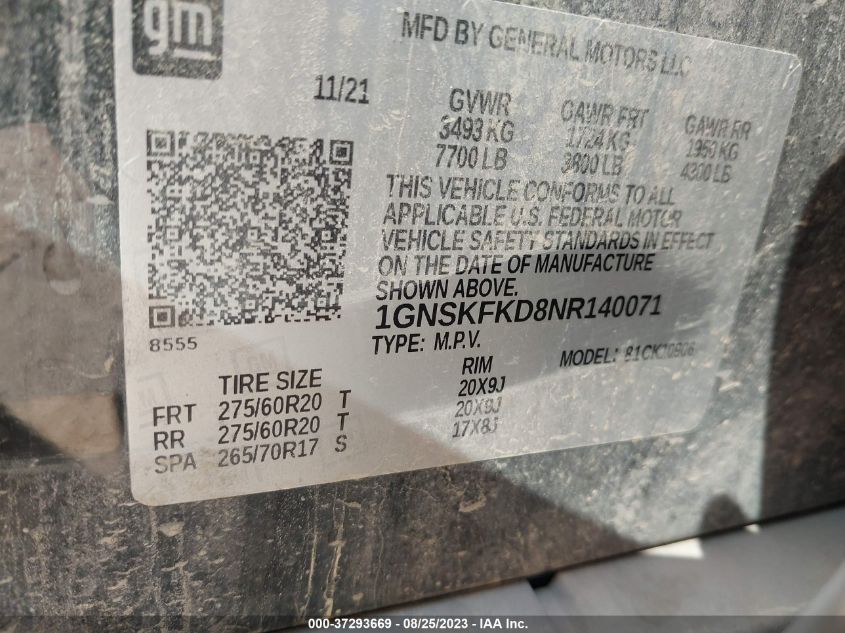 gm
MFD BY GENERAL MOTORS LLC
11/21
GVWR GAWR FRT GAWR RR
3493 KG 1724 KG 1950 KG
7700 LB 3800 LB 4300 LB
THIS VEHICLE CONFORMS TO ALL
APPLICABLE U.S. FEDERAL MOTOR
VEHICLE SAFETY STANDARDS IN EFFECT
ON THE DATE OF MANUFACTURE
SHOWN ABOVE.
1GNSKFKD8NR140071
8555
TYPE: M.P.V. MODEL: 81CK10906
TIRE SIZE RIM
FRT 275/60R20 T 20X9J
RR 275/60R20 T 20X9J
SPA 265/70R17 S 17X8J
000-37293669 - 08/25/2023 - IAA Inc.